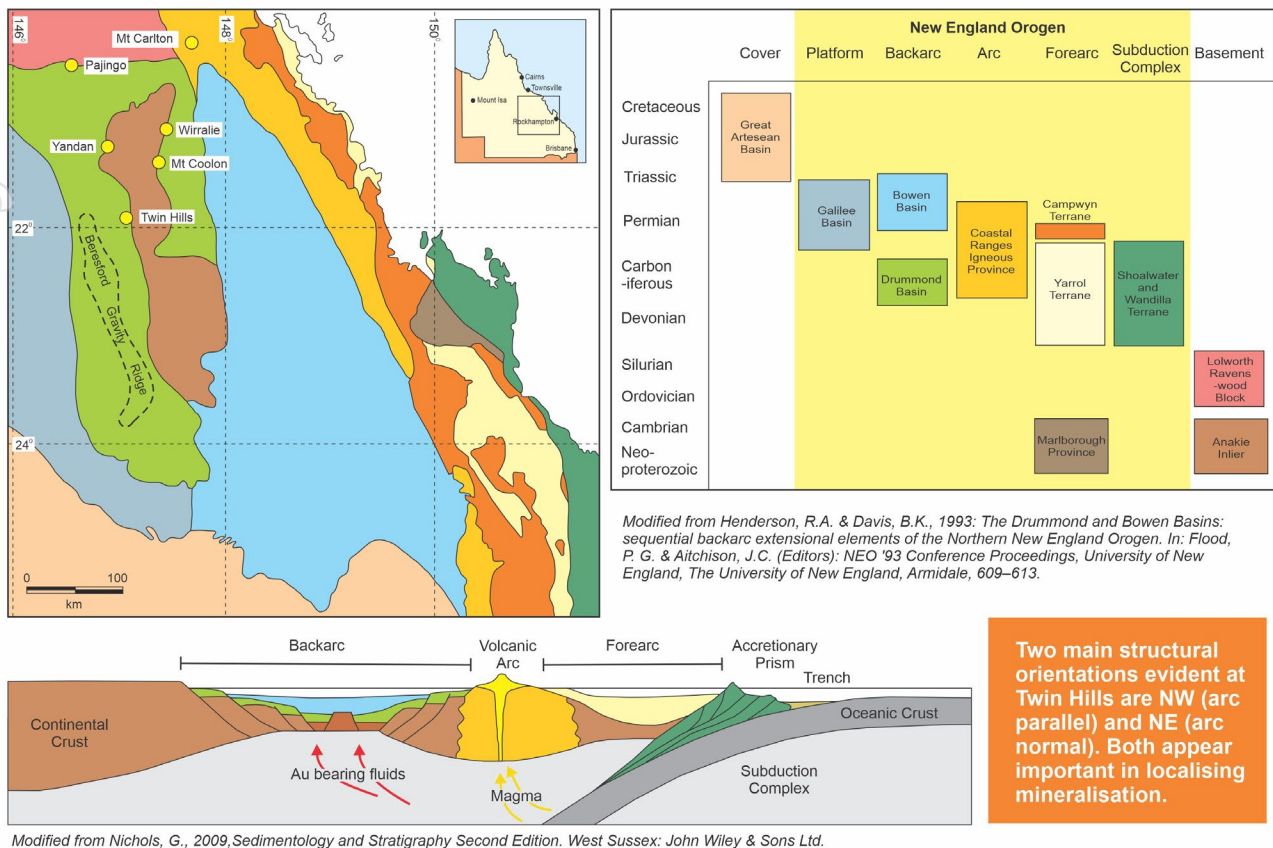 146°
148°
150°
Mt Carlton
Pajingo
Wirralie
Yandan
Mt Coolon
Twin Hills
22°
Beresford
Gravity
Ridge
24°
0
100
km
Cairns
Townsville
Mount Isa
Rockhampton
Brisbane
New England Orogen
Cover
Platform
Backarc
Arc
Forearc
Subduction
Complex
Basement
Cretaceous
Jurassic
Triassic
Permian
Carbon
-iferous
Devonian
Silurian
Ordovician
Cambrian
Neo-
proterozoic
Great
Artesean
Basin
Galilee
Basin
Bowen
Basin
Drummond
Basin
Coastal
Ranges
Igneous
Province
Campwyn
Terrane
Yarrol
Terrane
Marlborough
Province
Shoalwater
and
Wandilla
Terrane
Lolworth
Ravens
-wood
Block
Anakie
Inlier
Modified from Henderson, R.A. & Davis, B.K., 1993: The Drummond and Bowen Basins:
sequential backarc extensional elements of the Northern New England Orogen. In: Flood,
P. G. & Aitchison, J.C. (Editors): NEO '93 Conference Proceedings, University of New
England, The University of New England, Armidale, 609–613.
Backarc
Volcanic
Arc
Forearc
Accretionary
Prism
Trench
Continental
Crust
Oceanic Crust
Au bearing fluids
Magma
Subduction
Complex
Two main structural
orientations evident at
Twin Hills are NW (arc
parallel) and NE (arc
normal). Both appear
important in localising
mineralisation.
Modified from Nichols, G., 2009,Sedimentology and Stratigraphy Second Edition. West Sussex: John Wiley & Sons Ltd.